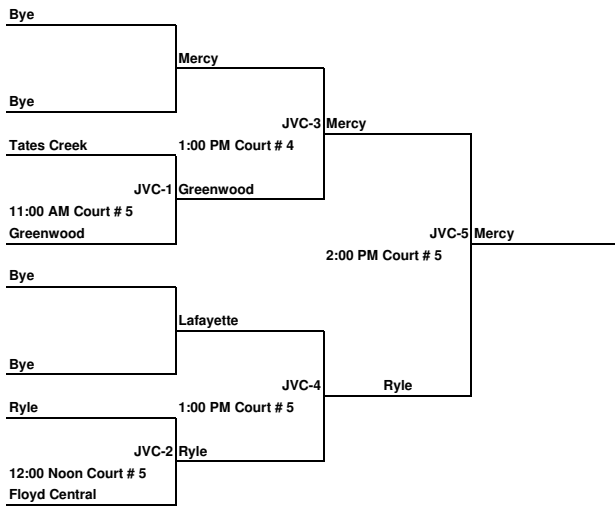 Bye
Mercy
Bye
JVC-3 Mercy
Tates Creek
1:00 PM Court # 4
JVC-1 Greenwood
11:00 AM Court # 5
Greenwood
JVC-5 Mercy
2:00 PM Court # 5
Bye
Lafayette
Bye
JVC-4 Ryle
Ryle
1:00 PM Court # 5
JVC-2 Ryle
12:00 Noon Court # 5
Floyd Central